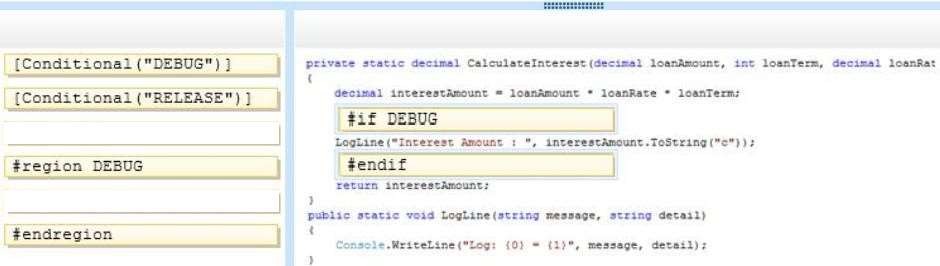 [Conditional("DEBUG")]
[Conditional("RELEASE")]
#region DEBUG
#endregion
private static decimal CalculateInterest(decimal loanAmount, int loanTerm, decimal loanRat
{
decimal interestAmount = loanAmount * loanRate * loanTerm;
#if DEBUG
LogLine("Interest Amount : ", interestAmount.ToString("c"));
#endif
return interestAmount;
}
public static void LogLine(string message, string detail)
{
Console.WriteLine("Log: {0} = {1}", message, detail);
}